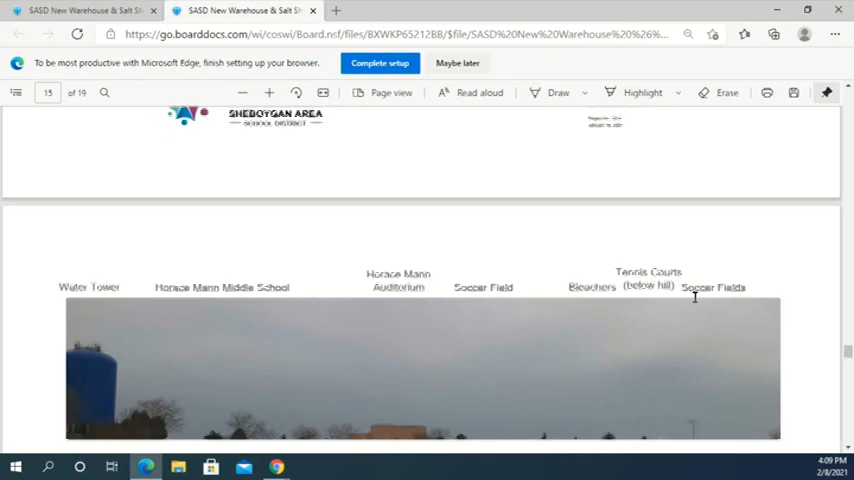 SASD New Warehouse & Salt Sh
SASD New Warehouse & Salt Sh
https://go.boarddocs.com/wi/coswi/Board.nsf/files/BXWKP65212BB/$file/SASD%20New%20Warehouse%20%26%...
To be most productive with Microsoft Edge, finish setting up your browser.
Complete setup
Maybe later
15 of 19
Page view
Read aloud
Draw
Highlight
Erase
SHEBOYGAN AREA
SCHOOL DISTRICT
Water Tower
Horace Mann Middle School
Horace Mann
Auditorium
Soccer Field
Bleachers
Tennis Courts
(below hill)
Soccer Fields
4:09 PM
2/8/2021